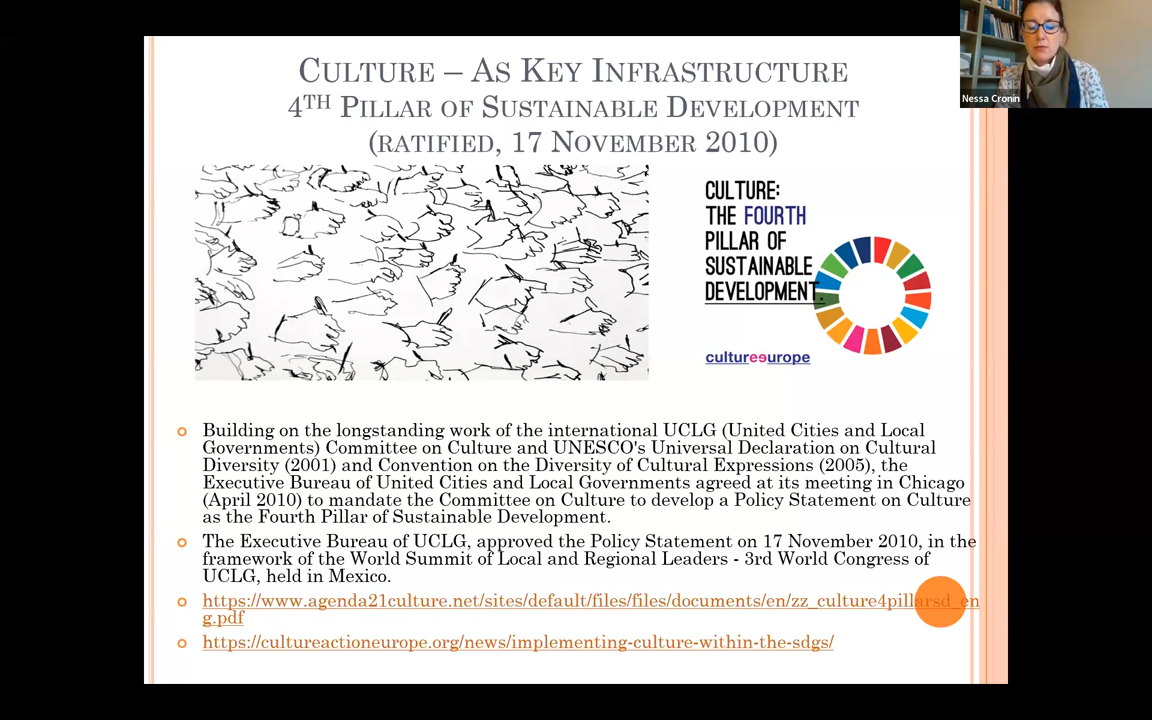 Culture – As Key Infrastructure
4th Pillar of Sustainable Development
(ratified, 17 November 2010)
Nessa Cronin
CULTURE:
THE FOURTH
PILLAR OF
SUSTAINABLE
DEVELOPMENT.
cultureeurope
Building on the longstanding work of the international UCLG (United Cities and Local
Governments) Committee on Culture and UNESCO's Universal Declaration on Cultural
Diversity (2001) and Convention on the Diversity of Cultural Expressions (2005), the
Executive Bureau of United Cities and Local Governments agreed at its meeting in Chicago
(April 2010) to mandate the Committee on Culture to develop a Policy Statement on Culture
as the Fourth Pillar of Sustainable Development.
The Executive Bureau of UCLG, approved the Policy Statement on 17 November 2010, in the
framework of the World Summit of Local and Regional Leaders - 3rd World Congress of
UCLG, held in Mexico.
https://www.agenda21culture.net/sites/default/files/files/documents/en/zz_culture4pillarsd_en
g.pdf
https://cultureactioneurope.org/news/implementing-culture-within-the-sdgs/